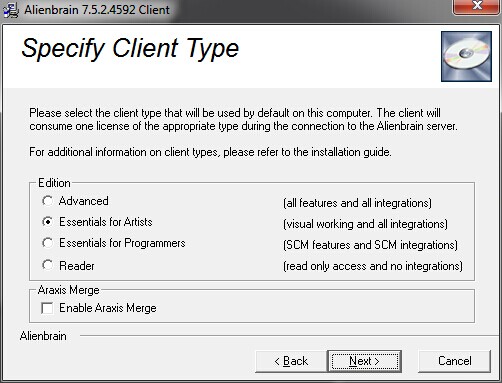 Alienbrain 7.5.2.4592 Client
Specify Client Type
Please select the client type that will be used by default on this computer. The client will
consume one license of the appropriate type during the connection to the Alienbrain server.
For additional information on client types, please refer to the installation guide.
Edition
Advanced (all features and all integrations)
Essentials for Artists (visual working and all integrations)
Essentials for Programmers (SCM features and SCM integrations)
Reader (read only access and no integrations)
Araxis Merge
Enable Araxis Merge
Alienbrain
< Back Next > Cancel